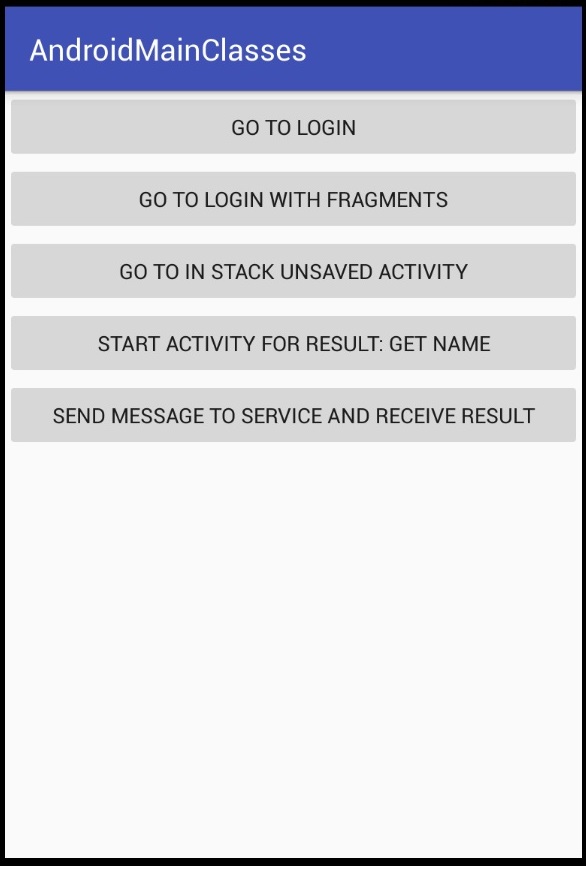 AndroidMainClasses
GO TO LOGIN
GO TO LOGIN WITH FRAGMENTS
GO TO IN STACK UNSAVED ACTIVITY
START ACTIVITY FOR RESULT: GET NAME
SEND MESSAGE TO SERVICE AND RECEIVE RESULT